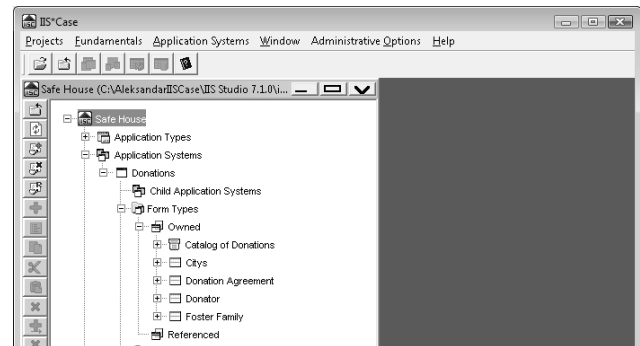 IIS*Case
Projects Fundamentals Application Systems Window Administrative Options Help
Safe House (C:\Aleksandar\IISCase\IIS Studio 7.1.0\i...
Safe House
Application Types
Application Systems
Donations
Child Application Systems
Form Types
Owned
Catalog of Donations
Citys
Donation Agreement
Donator
Foster Family
Referenced